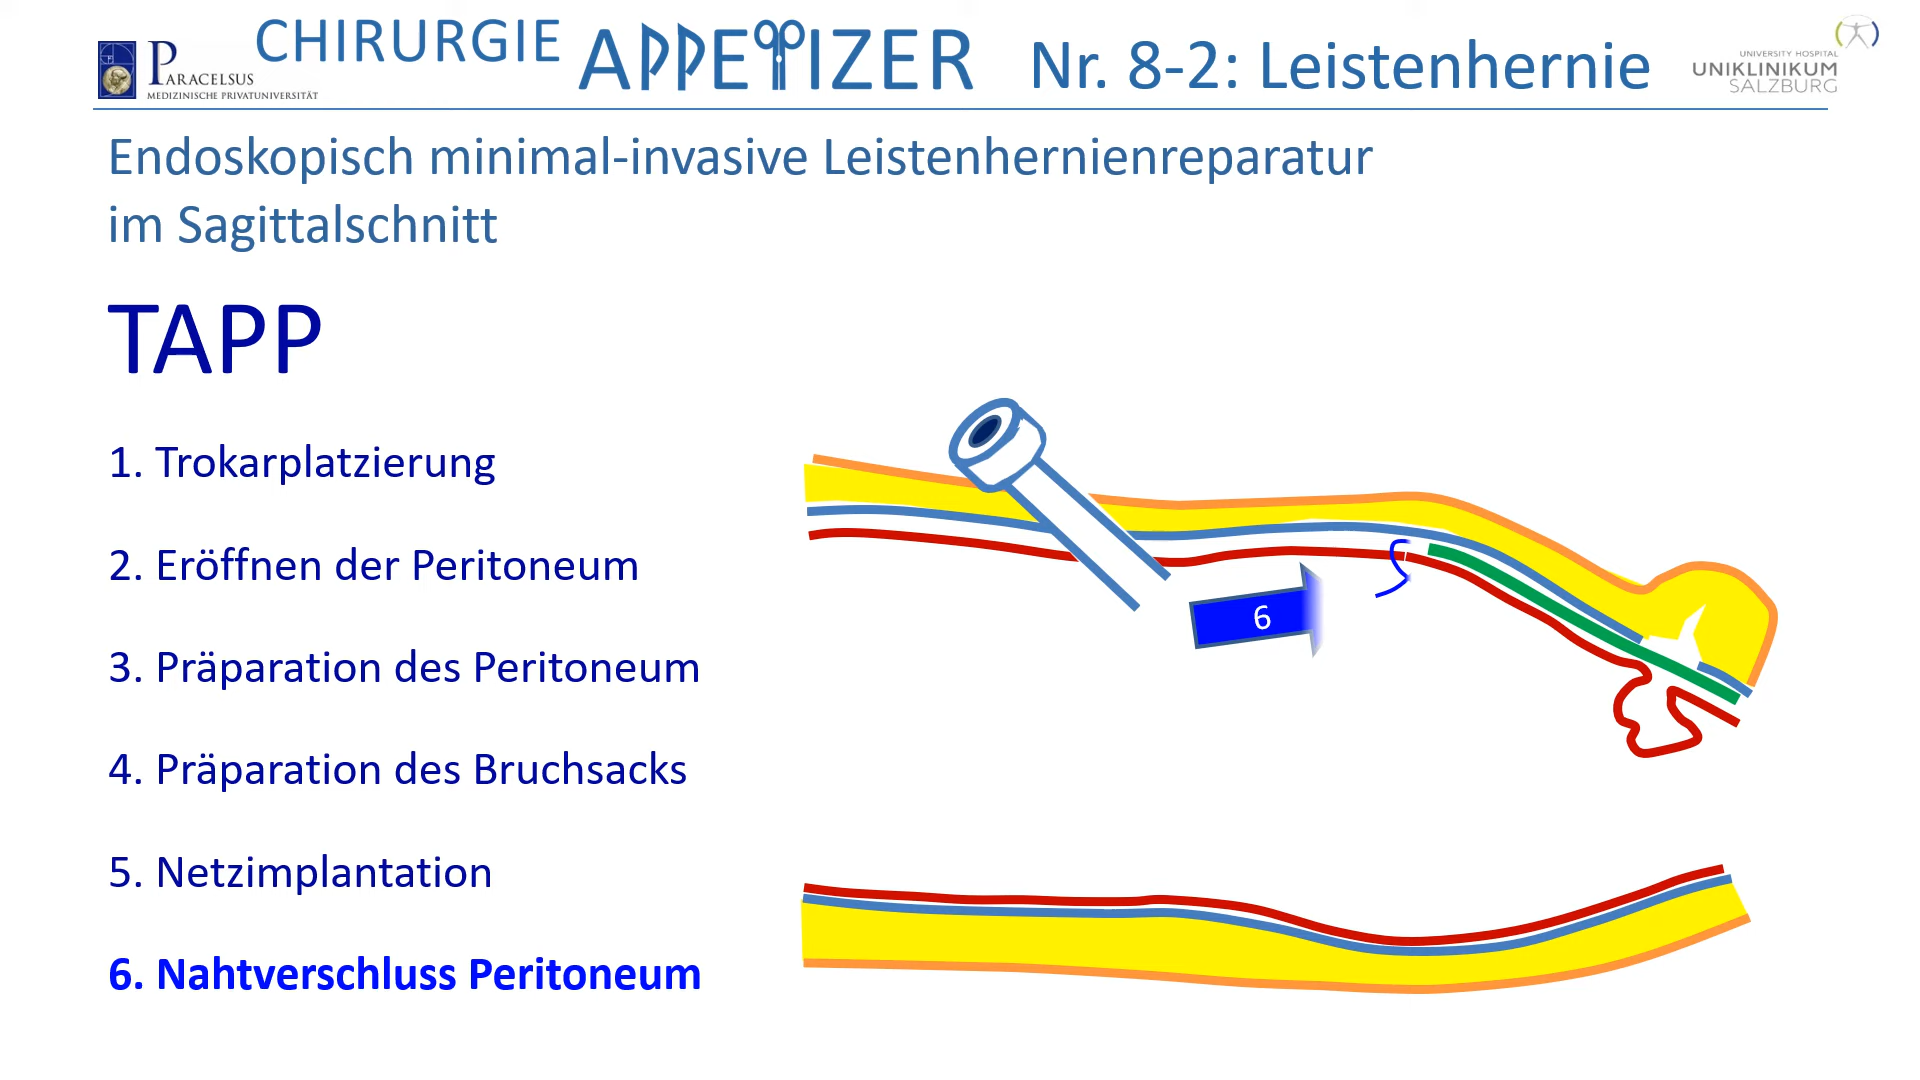 PARACELSUS
MEDIZINISCHE PRIVATUNIVERSITÄT
CHIRURGIE APPETIZER Nr. 8-2: Leistenhernie
UNIVERSITY HOSPITAL
UNIKLINIKUM
SALZBURG
Endoskopisch minimal-invasive Leistenhernienreparatur
im Sagittalschnitt
TAPP
1. Trokarplatzierung
2. Eröffnen der Peritoneum
3. Präparation des Peritoneum
4. Präparation des Bruchsacks
5. Netzimplantation
6. Nahtverschluss Peritoneum
6